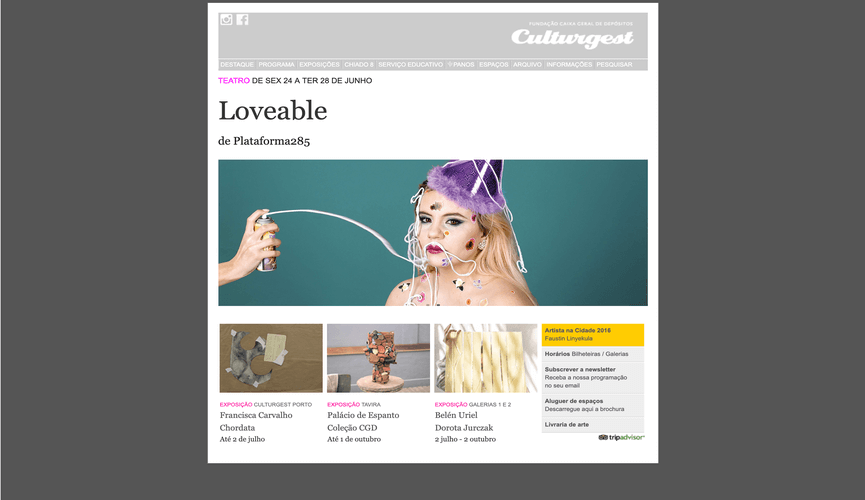 FUNDAÇÃO CAIXA GERAL DE DEPÓSITOS
Culturgest
DESTAQUE PROGRAMA EXPOSIÇÕES CHIADO 8 SERVIÇO EDUCATIVO PANOS ESPAÇOS ARQUIVO INFORMAÇÕES PESQUISAR
TEATRO DE SEX 24 A TER 28 DE JUNHO
Loveable
de Plataforma285
EXPOSIÇÃO CULTURGEST PORTO
Francisca Carvalho
Chordata
Até 2 de julho
EXPOSIÇÃO TAVIRA
Palácio de Espanto
Coleção CGD
Até 1 de outubro
EXPOSIÇÃO GALERIAS 1 E 2
Belén Uriel
Dorota Jurczak
2 julho - 2 outubro
Artista na Cidade 2016
Faustin Linyekula
Horários Bilheteiras / Galerias
Subscrever a newsletter
Receba a nossa programação
no seu email
Aluguer de espaços
Descarregue aqui a brochura
Livraria de arte
tripadvisor